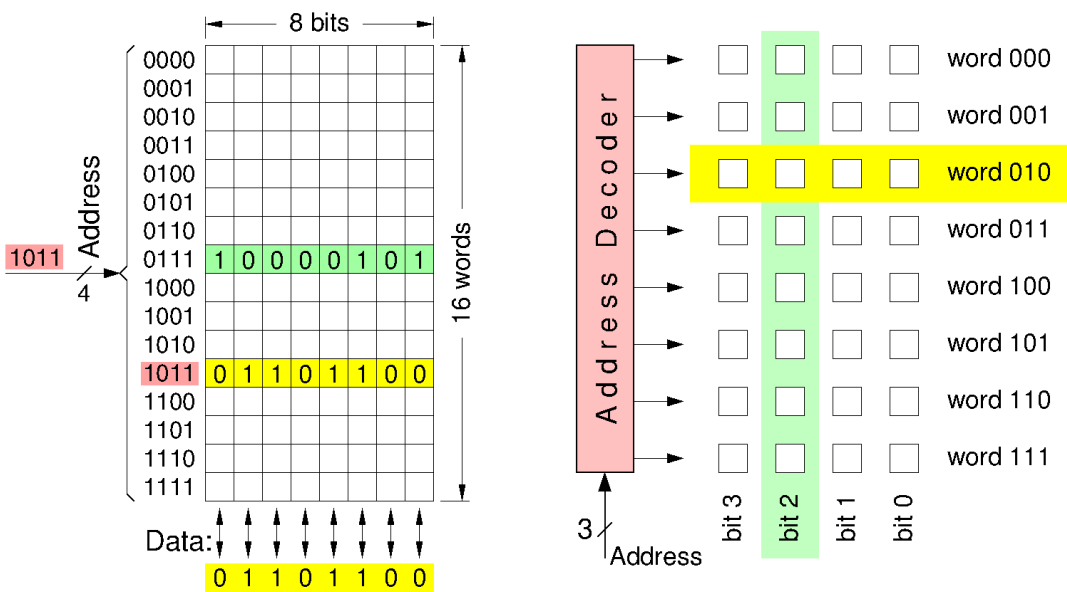 8 bits
0000
0001
0010
0011
0100
0101
0110
0111 1 0 0 0 0 1 0 1
1000
1001
1010
1011 0 1 1 0 1 1 0 0
1100
1101
1110
1111
1011
4
Address
16 words
Data:
0 1 1 0 1 1 0 0
Address Decoder
word 000
word 001
word 010
word 011
word 100
word 101
word 110
word 111
bit 3
bit 2
bit 1
bit 0
3
Address